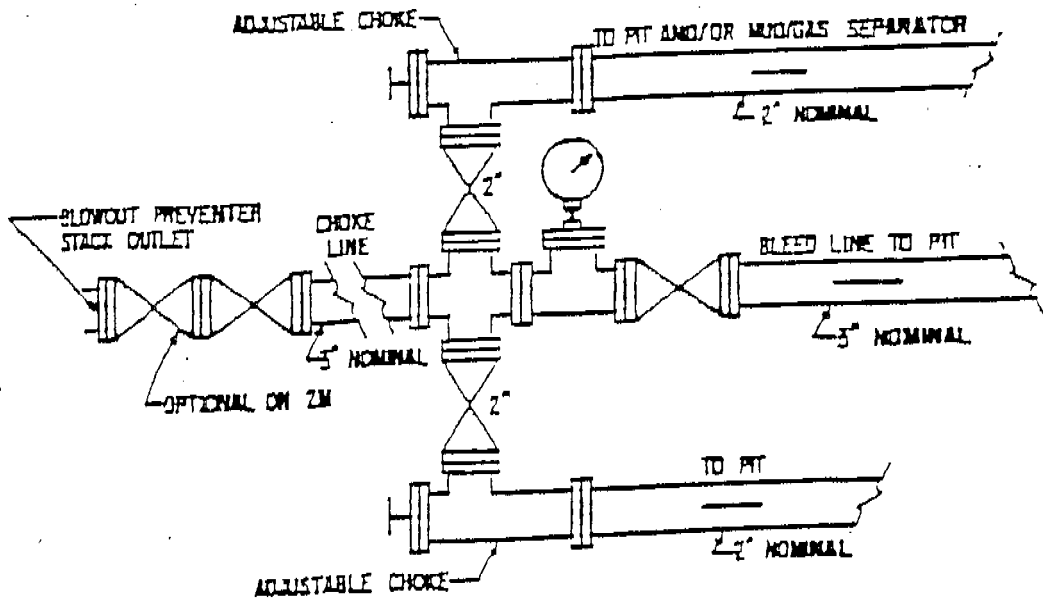 ADJUSTABLE CHOKE
TO PIT AND/OR MUD/GAS SEPARATOR
2" NOMINAL
2"
BLOWOUT PREVENTER
STACK OUTLET
CHOKE
LINE
BLEED LINE TO PIT
3" NOMINAL
3" NOMINAL
OPTIONAL ON 2M
2"
TO PIT
2" NOMINAL
ADJUSTABLE CHOKE